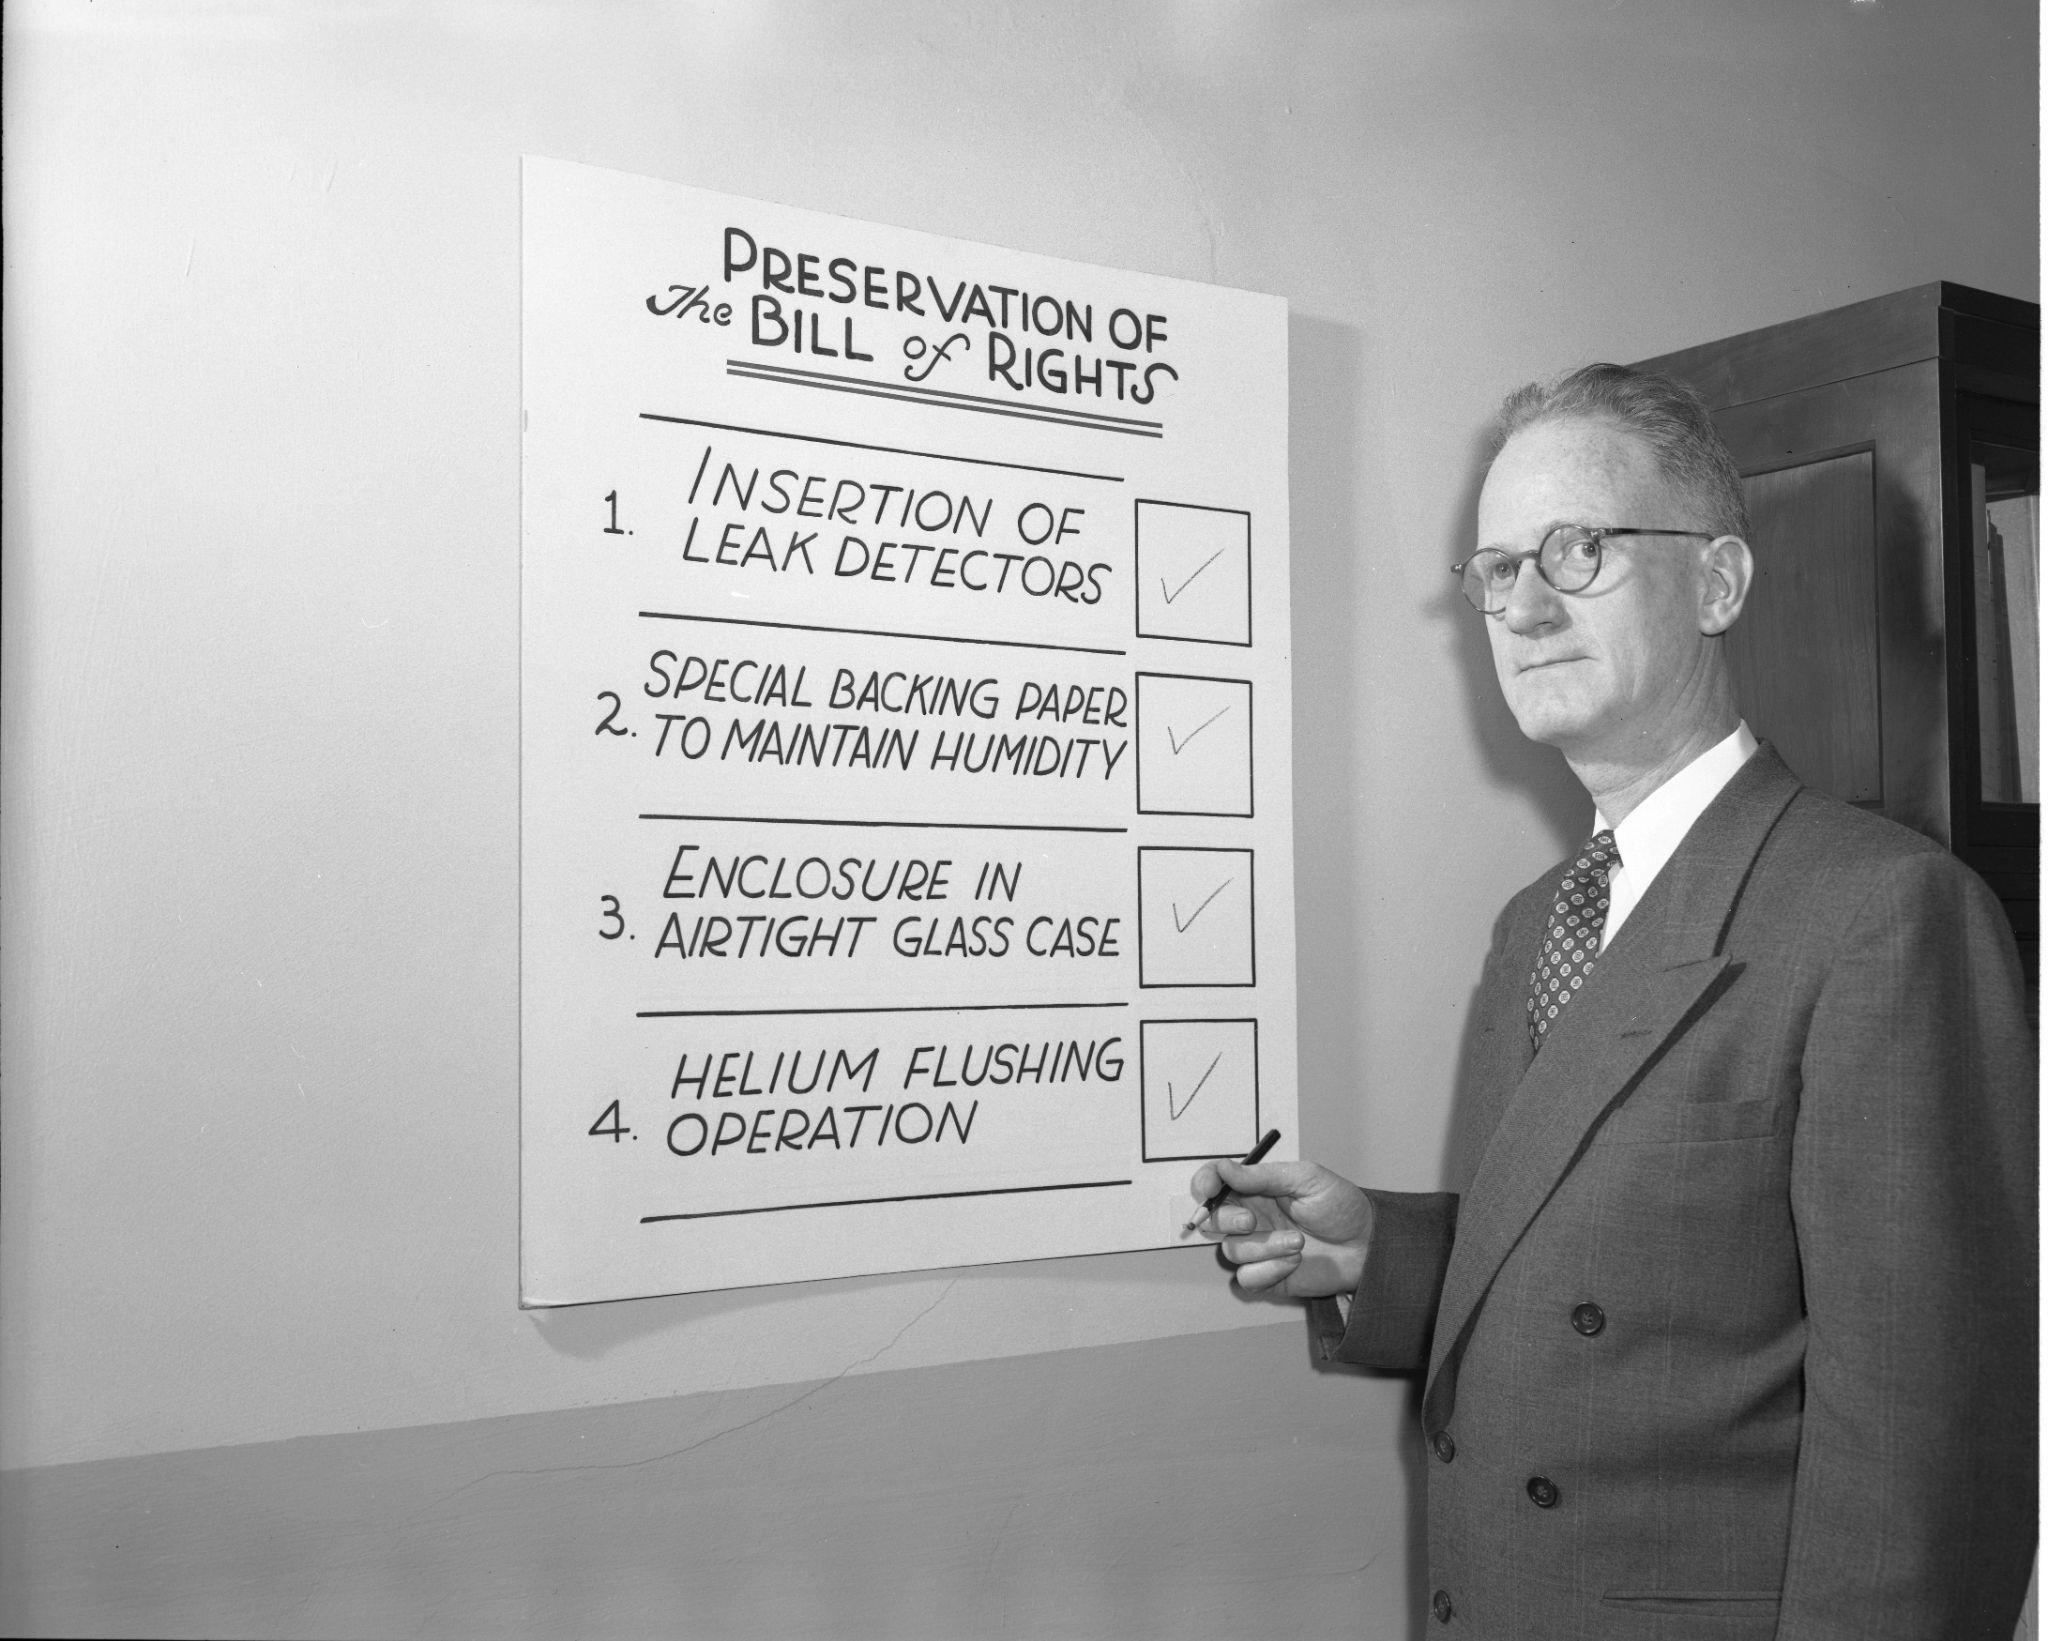 PRESERVATION OF
The BILL of RIGHTS
1. INSERTION OF
LEAK DETECTORS
2. SPECIAL BACKING PAPER
TO MAINTAIN HUMIDITY
3. ENCLOSURE IN
AIRTIGHT GLASS CASE
4. HELIUM FLUSHING
OPERATION